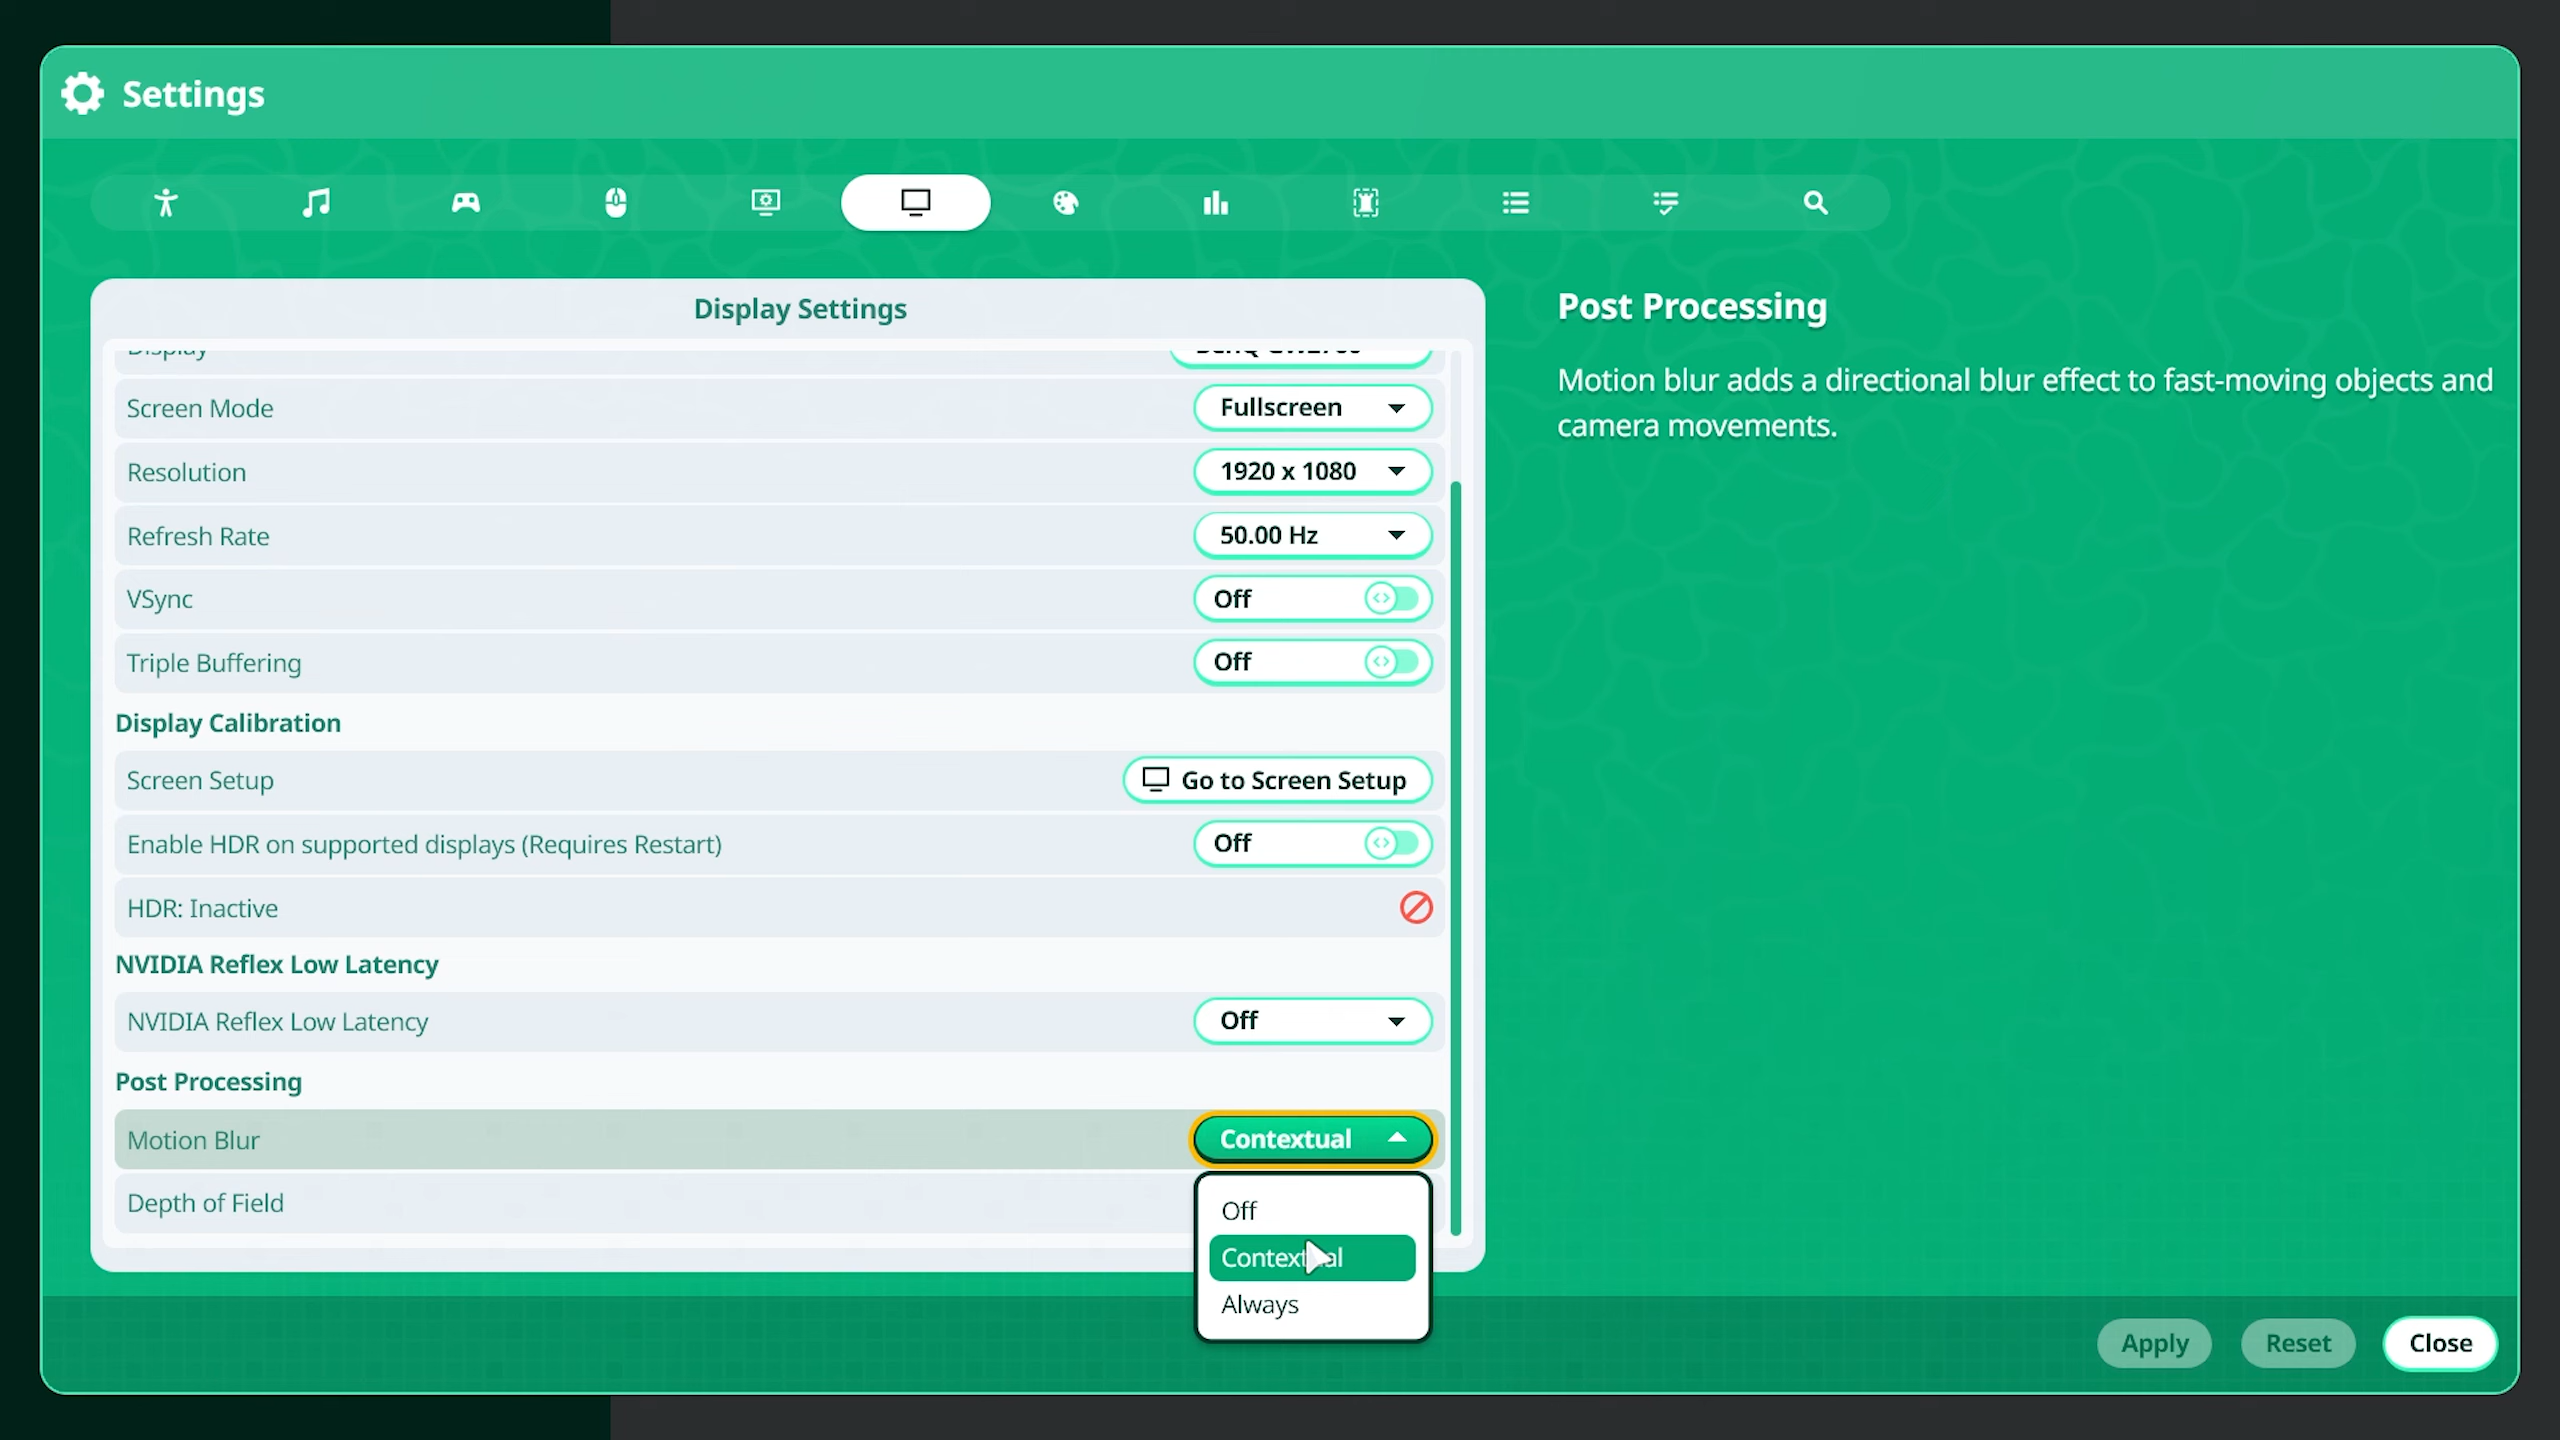 Settings
Display Settings
Display
Screen Mode
Fullscreen
Resolution
1920 x 1080
Refresh Rate
50.00 Hz
VSync
Off
Triple Buffering
Off
Display Calibration
Screen Setup
Go to Screen Setup
Enable HDR on supported displays (Requires Restart)
Off
HDR: Inactive
NVIDIA Reflex Low Latency
NVIDIA Reflex Low Latency
Off
Post Processing
Motion Blur
Contextual
Depth of Field
Off
Contextual
Always
Post Processing
Motion blur adds a directional blur effect to fast-moving objects and
camera movements.
Apply
Reset
Close